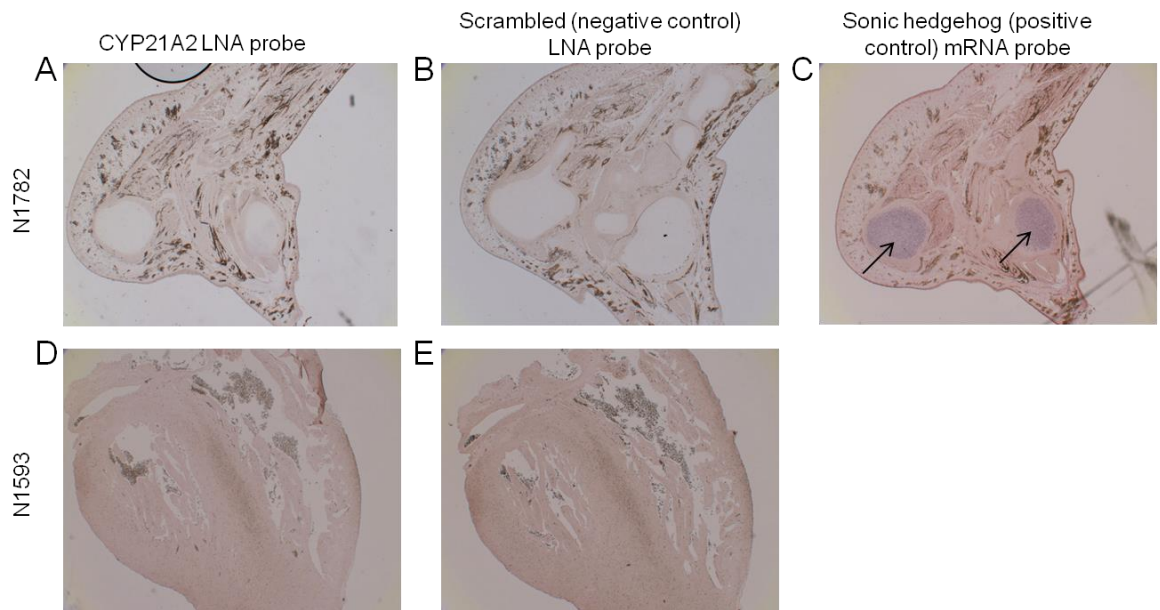 CYP21A2 LNA probe
Scrambled (negative control)
LNA probe
Sonic hedgehog (positive
control) mRNA probe
A
B
C
N1782
D
E
N1593